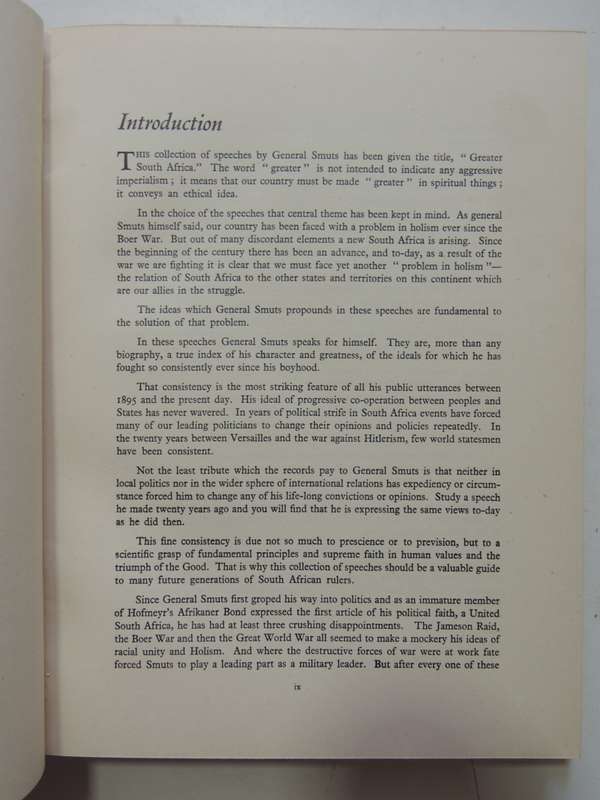 Introduction
THIS collection of speeches by General Smuts has been given the title, " Greater
South Africa." The word " greater " is not intended to indicate any aggressive
imperialism ; it means that our country must be made " greater " in spiritual things ;
it conveys an ethical idea.
In the choice of the speeches that central theme has been kept in mind. As general
Smuts himself said, our country has been faced with a problem in holism ever since the
Boer War. But out of many discordant elements a new South Africa is arising. Since
the beginning of the century there has been an advance, and to-day, as a result of the
war we are fighting it is clear that we must face yet another " problem in holism "—
the relation of South Africa to the other states and territories on this continent which
are our allies in the struggle.
The ideas which General Smuts propounds in these speeches are fundamental to
the solution of that problem.
In these speeches General Smuts speaks for himself. They are, more than any
biography, a true index of his character and greatness, of the ideals for which he has
fought so consistently ever since his boyhood.
That consistency is the most striking feature of all his public utterances between
1895 and the present day. His ideal of progressive co-operation between peoples and
States has never wavered. In years of political strife in South Africa events have forced
many of our leading politicians to change their opinions and policies repeatedly. In
the twenty years between Versailles and the war against Hitlerism, few world statesmen
have been consistent.
Not the least tribute which the records pay to General Smuts is that neither in
local politics nor in the wider sphere of international relations has expediency or circum-
stance forced him to change any of his life-long convictions or opinions. Study a speech
he made twenty years ago and you will find that he is expressing the same views to-day
as he did then.
This fine consistency is due not so much to prescience or to prevision, but to a
scientific grasp of fundamental principles and supreme faith in human values and the
triumph of the Good. That is why this collection of speeches should be a valuable guide
to many future generations of South African rulers.
Since General Smuts first groped his way into politics and as an immature member
of Hofmeyr's Afrikaner Bond expressed the first article of his political faith, a United
South Africa, he has had at least three crushing disappointments. The Jameson Raid,
the Boer War and then the Great World War all seemed to make a mockery his ideas of
racial unity and Holism. And where the destructive forces of war were at work fate
forced Smuts to play a leading part as a military leader. But after every one of these
ix